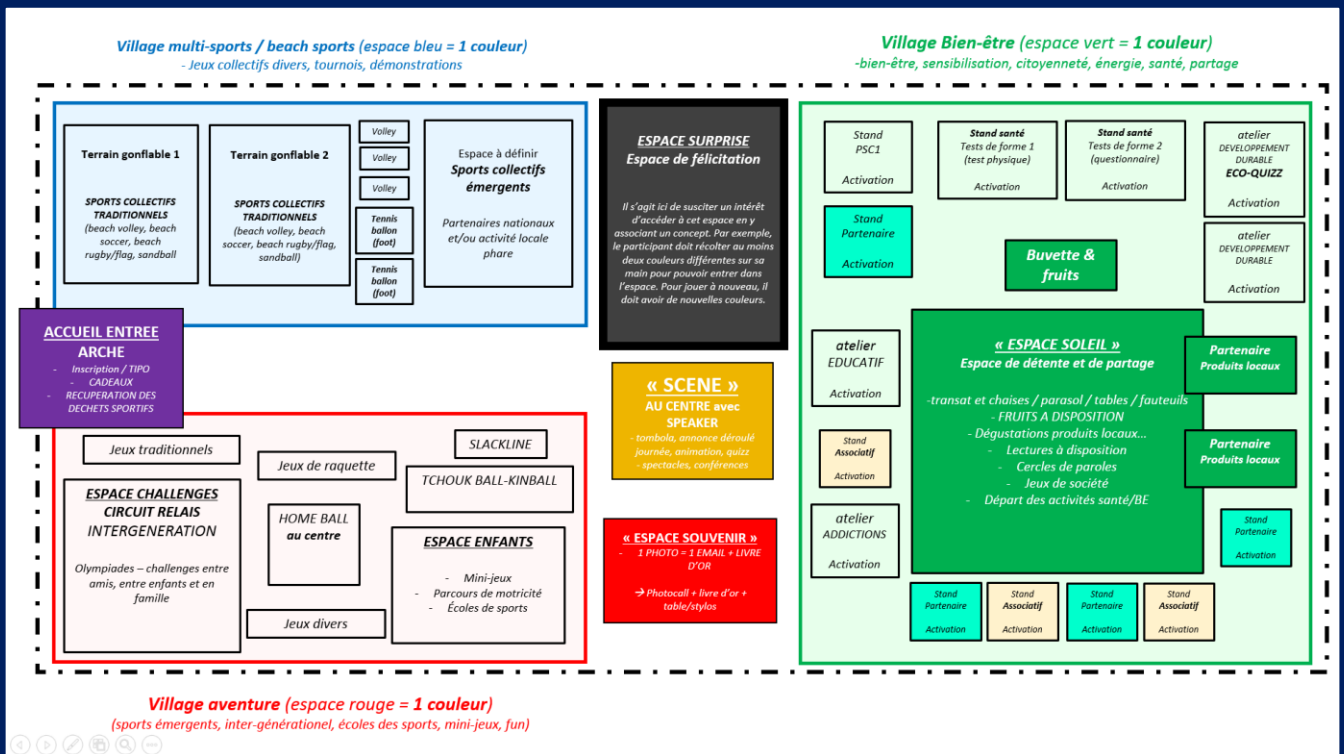 Village multi-sports / beach sports (espace bleu = 1 couleur)
- Jeux collectifs divers, tournois, démonstrations
Village Bien-être (espace vert = 1 couleur)
-bien-être, sensibilisation, citoyenneté, énergie, santé, partage
Terrain gonflable 1
SPORTS COLLECTIFS
TRADITIONNELS
(beach volley, beach
soccer, beach
rugby/flag, sandball
Terrain gonflable 2
SPORTS COLLECTIFS
TRADITIONNELS
(beach volley, beach
soccer, beach rugby/flag,
sandball)
Volley
Volley
Volley
Tennis
ballon
(foot)
Tennis
ballon
(foot)
Espace à définir
Sports collectifs
émergents
Partenaires nationaux
et/ou activité locale
phare
ESPACE SURPRISE
Espace de félicitation
Il s'agit ici de susciter un intérêt
d'accéder à cet espace en y
associant un concept. Par exemple,
le participant doit récolter au moins
deux couleurs différentes sur sa
main pour pouvoir entrer dans
l'espace. Pour jouer à nouveau, il
doit avoir de nouvelles couleurs.
Stand
PSC1
Activation
Stand santé
Tests de forme 1
(test physique)
Activation
Stand santé
Tests de forme 2
(questionnaire)
Activation
atelier
DEVELOPPEMENT
DURABLE
ECO-QUIZZ
Activation
Stand
Partenaire
Activation
Buvette &
fruits
atelier
DEVELOPPEMENT
DURABLE
Activation
ACCUEIL ENTREE
ARCHE
- Inscription / TIPO
- CADEAUX
- RECUPERATION DES
DECHETS SPORTIFS
« SCENE »
AU CENTRE avec
SPEAKER
- tombola, annonce déroulé
journée, animation, quizz
- spectacles, conférences
atelier
EDUCATIF
Activation
« ESPACE SOLEIL »
Espace de détente et de partage
-transat et chaises / parasol / tables / fauteuils
- FRUITS A DISPOSITION
- Dégustations produits locaux...
- Lectures à disposition
- Cercles de paroles
- Jeux de société
- Départ des activités santé/BE
Partenaire
Produits locaux
Partenaire
Produits locaux
Stand
Associatif
Activation
atelier
ADDICTIONS
Activation
Stand
Partenaire
Activation
Stand
Partenaire
Activation
Stand
Associatif
Activation
Stand
Partenaire
Activation
Stand
Associatif
Activation
Jeux traditionnels
Jeux de raquette
SLACKLINE
TCHOUK BALL-KINBALL
ESPACE CHALLENGES
CIRCUIT RELAIS
INTERGENERATION
Olympiades – challenges entre
amis, entre enfants et en
famille
HOME BALL
au centre
Jeux divers
ESPACE ENFANTS
- Mini-jeux
- Parcours de motricité
- Écoles de sports
« ESPACE SOUVENIR »
- 1 PHOTO = 1 EMAIL + LIVRE
D'OR
→ Photocall + livre d'or +
table/stylos
Village aventure (espace rouge = 1 couleur)
(sports émergents, inter-générationel, écoles des sports, mini-jeux, fun)